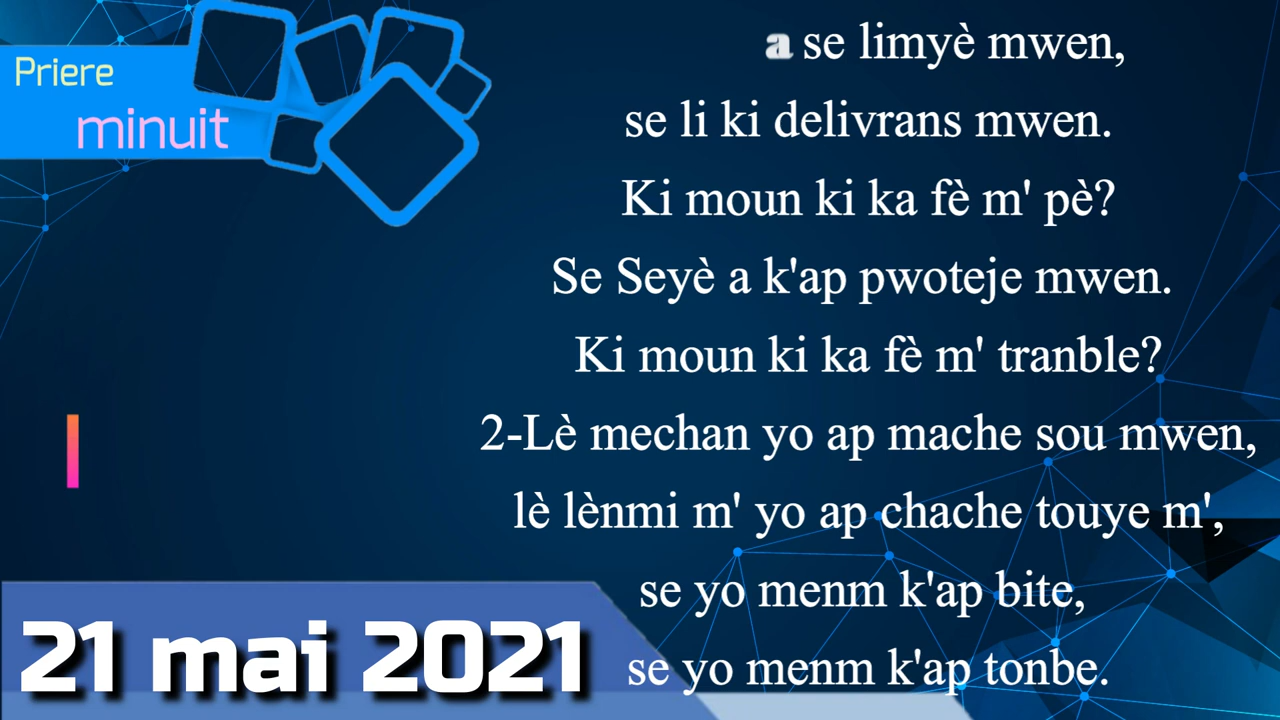 Priere
minuit
a se limyè mwen,
se li ki delivrans mwen.
Ki moun ki ka fè m' pè?
Se Seyè a k'ap pwoteje mwen.
Ki moun ki ka fè m' tranble?
2-Lè mechan yo ap mache sou mwen,
lè lènmi m' yo ap chache touye m',
se yo menm k'ap bite,
se yo menm k'ap tonbe.
21 mai 2021